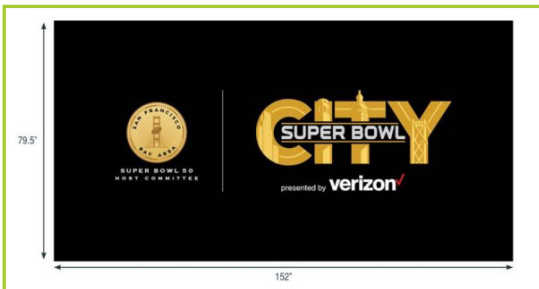 79.5"
SAN FRANCISCO
BAY AREA
SUPER BOWL 50
HOST COMMITTEE
CITY
SUPER BOWL
presented by verizon
152"